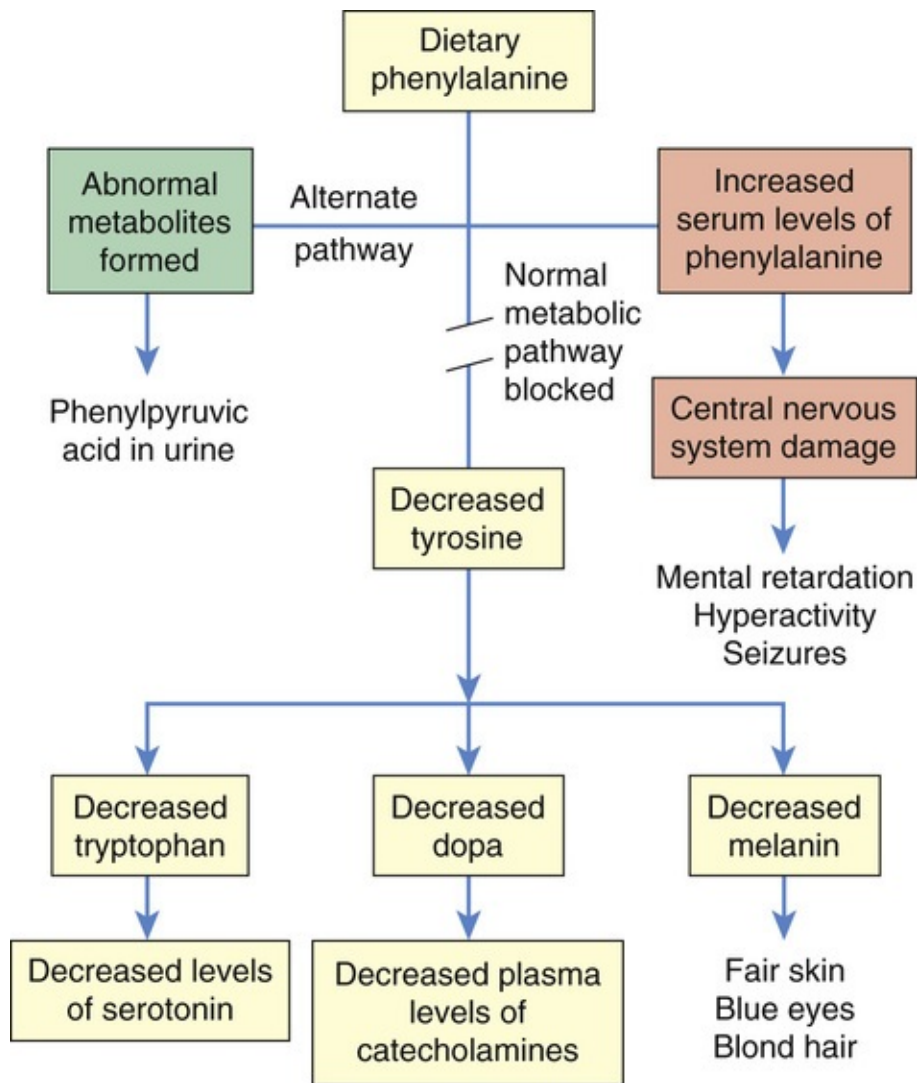 Dietary
phenylalanine
Abnormal
metabolites
formed
Alternate
pathway
Increased
serum levels of
phenylalanine
Normal
metabolic
pathway
blocked
Phenylpyruvic
acid in urine
Central nervous
system damage
Decreased
tyrosine
Mental retardation
Hyperactivity
Seizures
Decreased
tryptophan
Decreased
dopa
Decreased
melanin
Decreased levels
of serotonin
Decreased plasma
levels of
catecholamines
Fair skin
Blue eyes
Blond hair